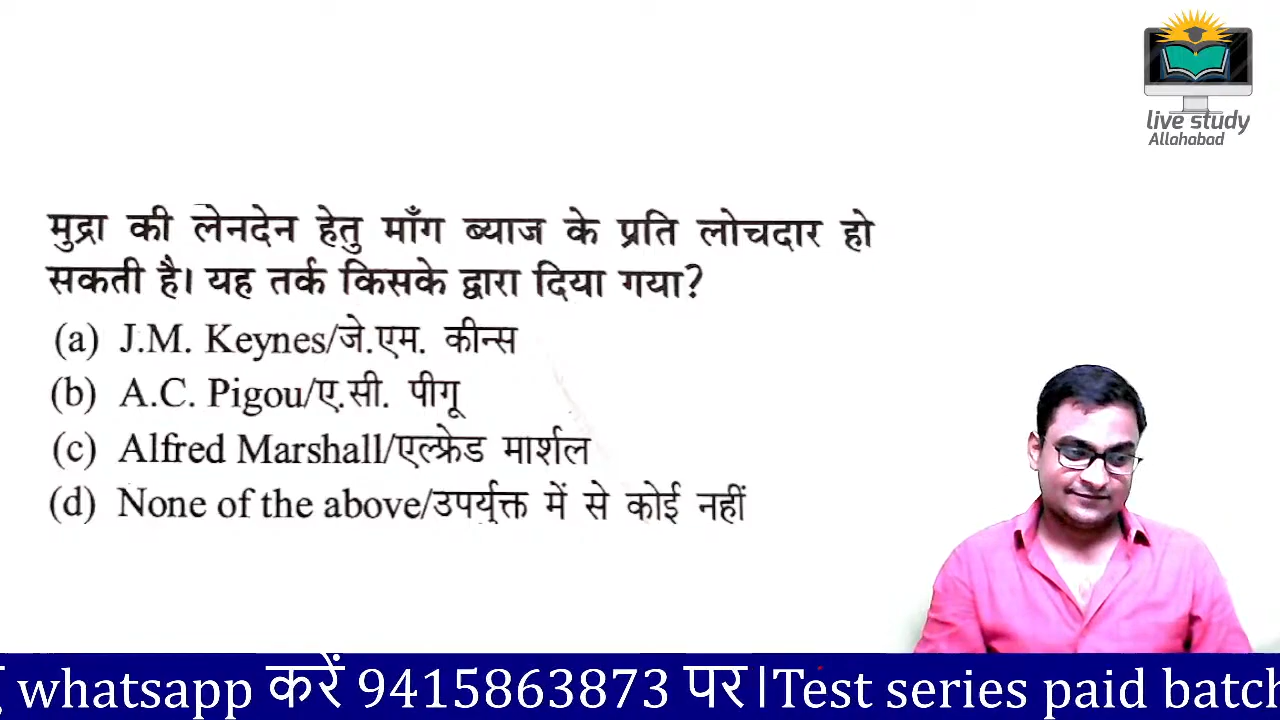 live study
Allahabad
मुद्रा की लेनदेन हेतु माँग ब्याज के प्रति लोचदार हो
सकती है। यह तर्क किसके द्वारा दिया गया?
(a) J.M. Keynes/जे.एम. कीन्स
(b) A.C. Pigou/ए.सी. पीगू
(c) Alfred Marshall/एल्फ्रेड मार्शल
(d) None of the above/उपर्युक्त में से कोई नहीं
whatsapp करें 9415863873 पर।Test series paid batch